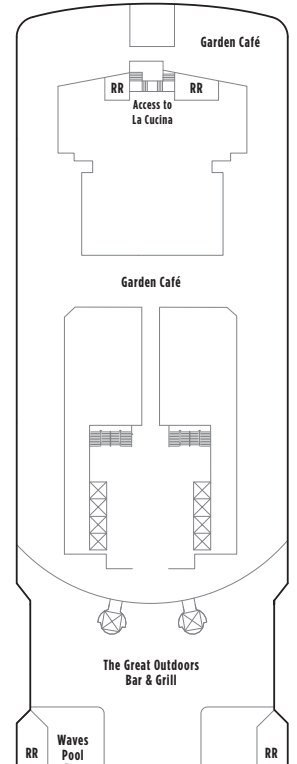 Garden Café
RR
RR
Access to
La Cucina
Garden Café
The Great Outdoors
Bar & Grill
Waves
Pool
RR
RR